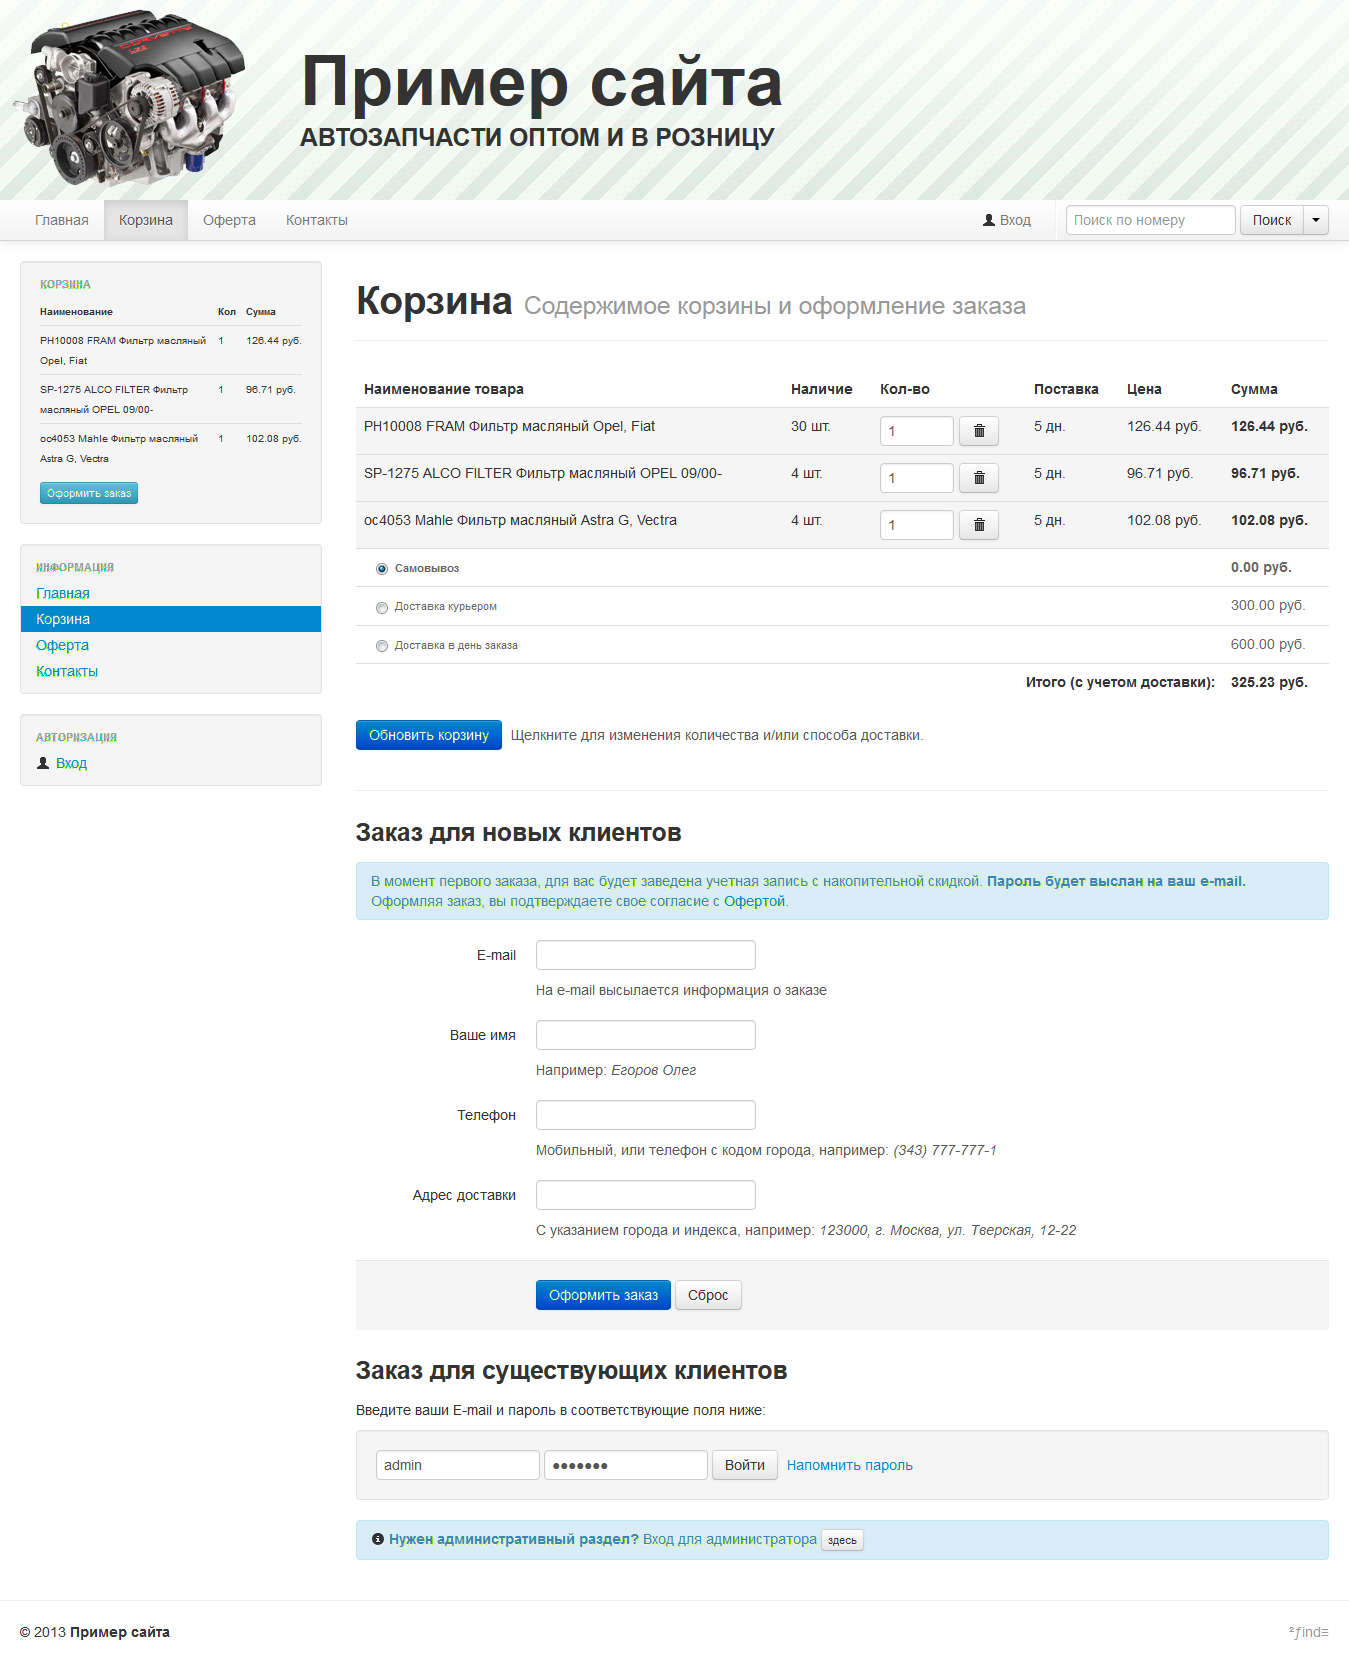 Пример сайта
АВТОЗАПЧАСТИ ОПТОМ И В РОЗНИЦУ
Главная Корзина Оферта Контакты Вход Поиск по номеру Поиск
КОРЗИНА
Наименование Кол Сумма
PH10008 FRAM Фильтр масляный 1 126.44 руб.
Opel, Fiat
SP-1275 ALCO FILTER Фильтр 1 96.71 руб.
масляный OPEL 09/00-
oc4053 Mahle Фильтр масляный 1 102.08 руб.
Astra G, Vectra
Оформить заказ
ИНФОРМАЦИЯ
Главная
Корзина
Оферта
Контакты
АВТОРИЗАЦИЯ
Вход
Корзина Содержимое корзины и оформление заказа
Наименование товара Наличие Кол-во Поставка Цена Сумма
PH10008 FRAM Фильтр масляный Opel, Fiat 30 шт. 1 5 дн. 126.44 руб. 126.44 руб.
SP-1275 ALCO FILTER Фильтр масляный OPEL 09/00- 4 шт. 1 5 дн. 96.71 руб. 96.71 руб.
oc4053 Mahle Фильтр масляный Astra G, Vectra 4 шт. 1 5 дн. 102.08 руб. 102.08 руб.
Самовывоз 0.00 руб.
Доставка курьером 300.00 руб.
Доставка в день заказа 600.00 руб.
Итого (с учетом доставки): 325.23 руб.
Обновить корзину Щелкните для изменения количества и/или способа доставки.
Заказ для новых клиентов
В момент первого заказа, для вас будет заведена учетная запись с накопительной скидкой. Пароль будет выслан на ваш e-mail.
Оформляя заказ, вы подтверждаете свое согласие с Офертой.
E-mail
На e-mail высылается информация о заказе
Ваше имя
Например: Егоров Олег
Телефон
Мобильный, или телефон с кодом города, например: (343) 777-777-1
Адрес доставки
С указанием города и индекса, например: 123000, г. Москва, ул. Тверская, 12-22
Оформить заказ Сброс
Заказ для существующих клиентов
Введите ваши E-mail и пароль в соответствующие поля ниже:
admin ●●●●●●● Войти Напомнить пароль
Нужен административный раздел? Вход для администратора здесь
© 2013 Пример сайта ²ƒind≡